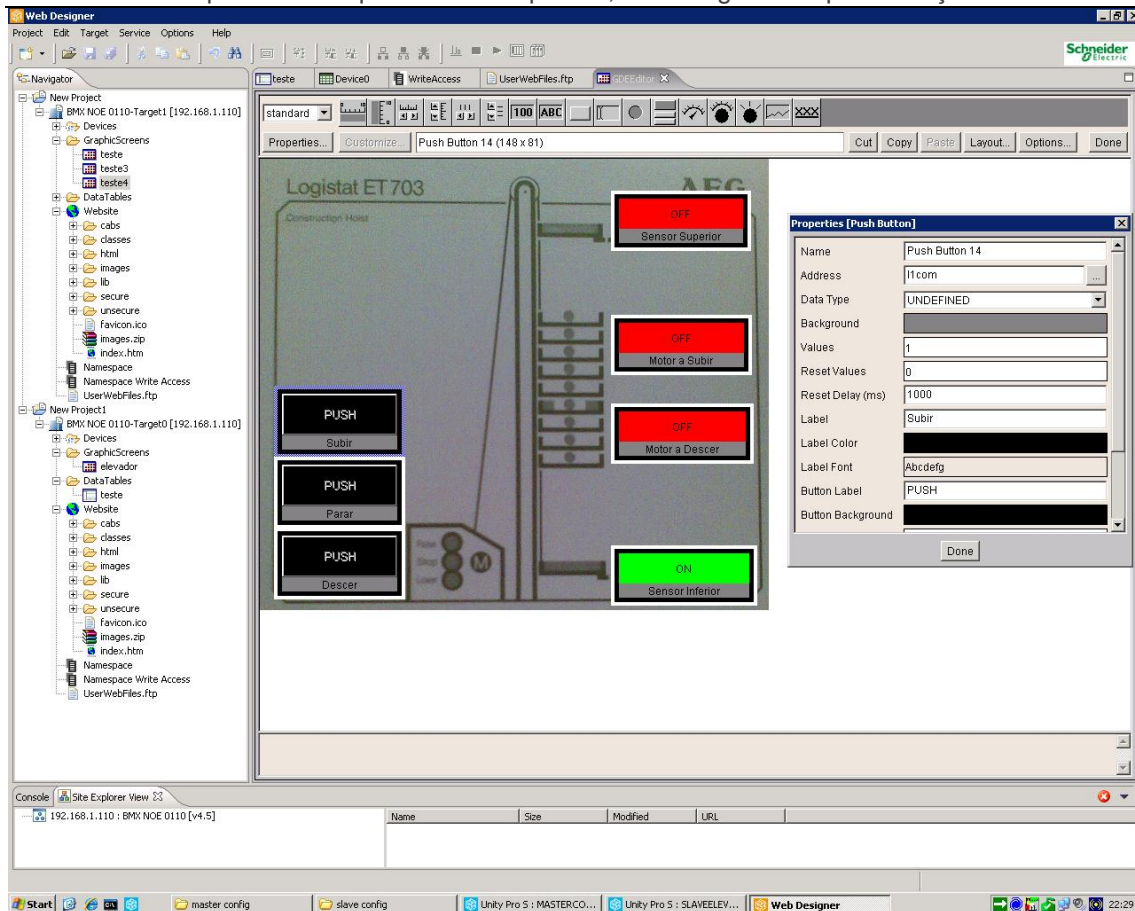 Web Designer
Project Edit Target Service Options Help
Schneider Electric
Navigator
teste Device0 WriteAccess UserWebFiles.ftp GDEEditor
New Project
BMX NOE 0110-Target1 [192.168.1.110]
Devices
GraphicScreens
teste
teste3
teste4
DataTables
Website
cabs
classes
html
images
lib
secure
unsecure
favicon.ico
images.zip
index.htm
Namespace
Namespace Write Access
UserWebFiles.ftp
New Project1
BMX NOE 0110-Target0 [192.168.1.110]
Devices
GraphicScreens
elevador
DataTables
teste
Website
cabs
classes
html
images
lib
secure
unsecure
favicon.ico
images.zip
index.htm
Namespace
Namespace Write Access
UserWebFiles.ftp
standard 100 ABC XXX
Properties... Customize... Push Button 14 (148 x 81) Cut Copy Paste Layout... Options... Done
Logistat ET 703 AEG
Construction Hoist
OFF
Sensor Superior
OFF
Motor a Subir
OFF
Motor a Descer
ON
Sensor Inferior
PUSH
Subir
PUSH
Parar
PUSH
Descer
Raise
Stop
Lower
M
Properties [Push Button]
Name Push Button 14
Address I1com ...
Data Type UNDEFINED
Background
Values 1
Reset Values 0
Reset Delay (ms) 1000
Label Subir
Label Color
Label Font Abcdefg
Button Label PUSH
Button Background
Done
Console Site Explorer View
192.168.1.110 : BMX NOE 0110 [v4.5]
Name Size Modified URL
Start master config slave config Unity Pro S : MASTERCO... Unity Pro S : SLAVEELEV... Web Designer 22:29